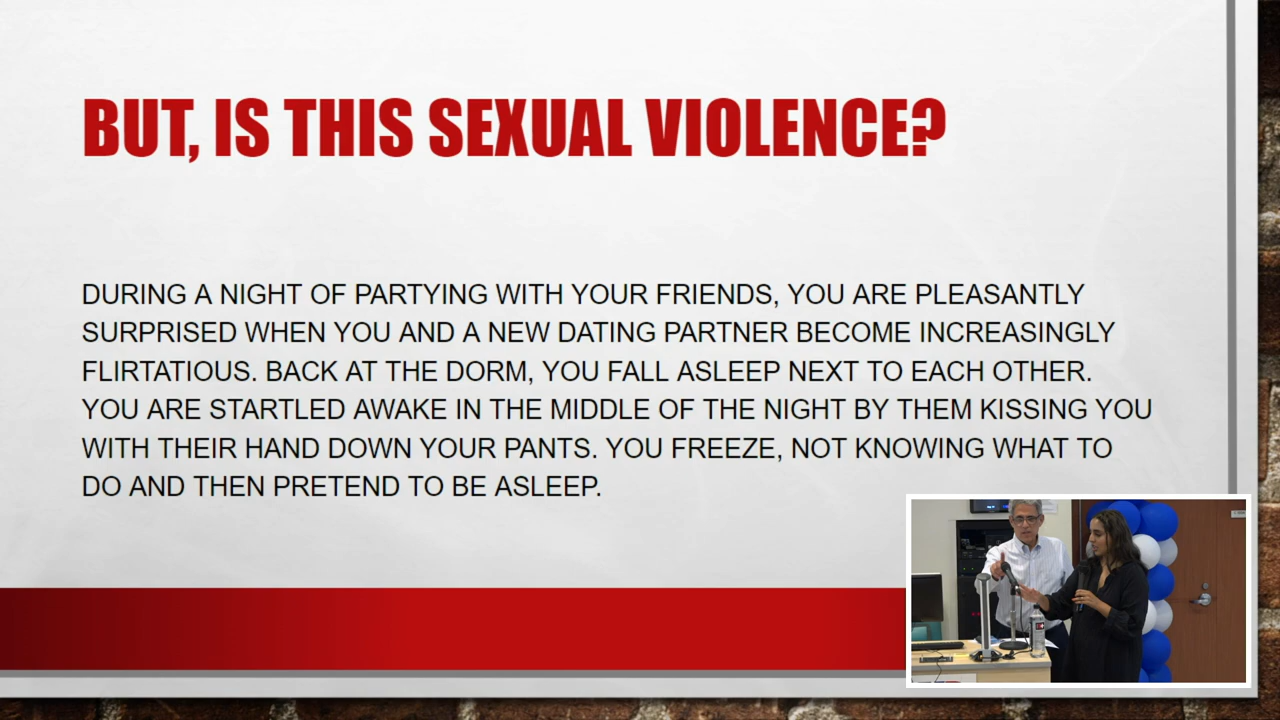 BUT, IS THIS SEXUAL VIOLENCE?
DURING A NIGHT OF PARTYING WITH YOUR FRIENDS, YOU ARE PLEASANTLY
SURPRISED WHEN YOU AND A NEW DATING PARTNER BECOME INCREASINGLY
FLIRTATIOUS. BACK AT THE DORM, YOU FALL ASLEEP NEXT TO EACH OTHER.
YOU ARE STARTLED AWAKE IN THE MIDDLE OF THE NIGHT BY THEM KISSING YOU
WITH THEIR HAND DOWN YOUR PANTS. YOU FREEZE, NOT KNOWING WHAT TO
DO AND THEN PRETEND TO BE ASLEEP.